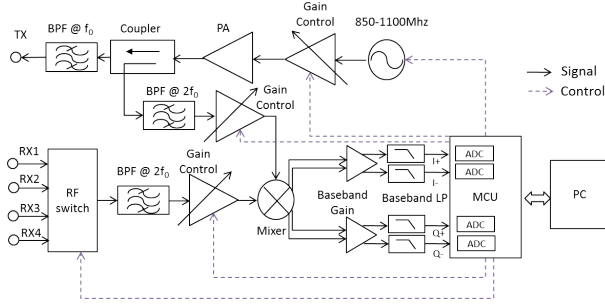 Gain
Control
850-1100Mhz
TX
BPF @ f0
Coupler
PA
Signal
Control
BPF @ 2f0
Gain
Control
RX1
RX2
RX3
RX4
RF
switch
BPF @ 2f0
Gain
Control
Mixer
Baseband
Gain
Baseband LP
I+
I-
Q+
Q-
ADC
ADC
MCU
ADC
ADC
PC